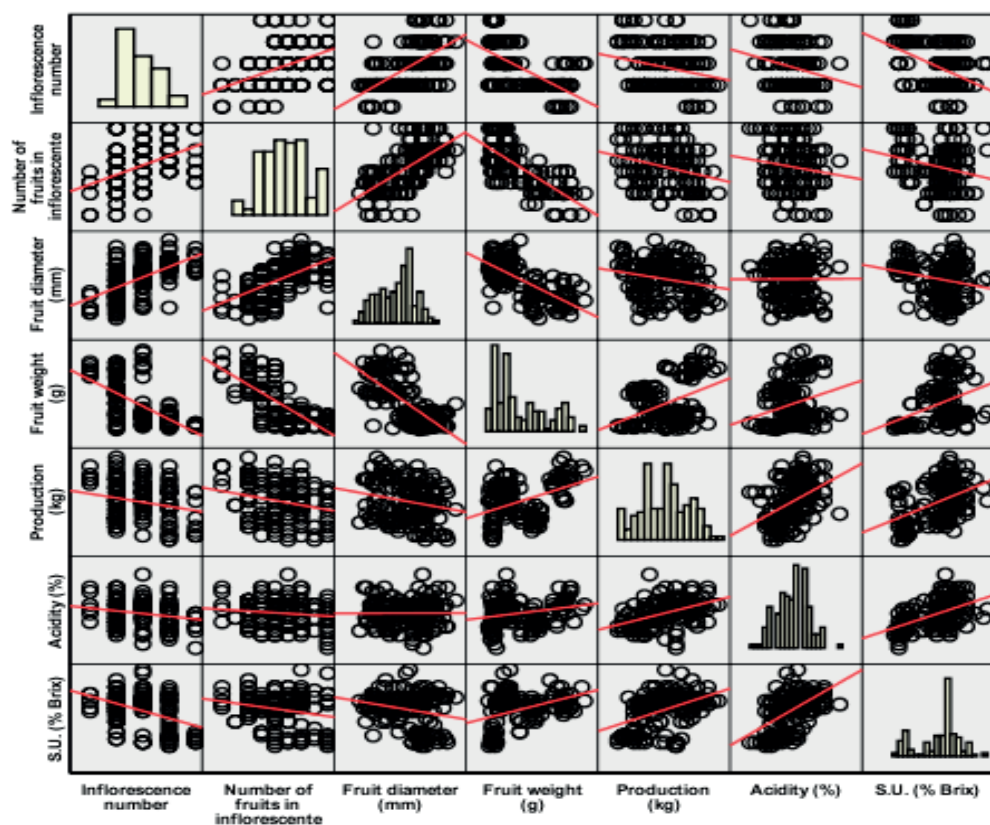 Inflorescence
number
Number of
fruits in
inflorescente
Fruit diameter
(mm)
Fruit weight
(g)
Production
(kg)
Acidity (%)
S.U. (% Brix)
Inflorescence
number
Number of
fruits in
inflorescente
Fruit diameter
(mm)
Fruit weight
(g)
Production
(kg)
Acidity (%)
S.U. (% Brix)